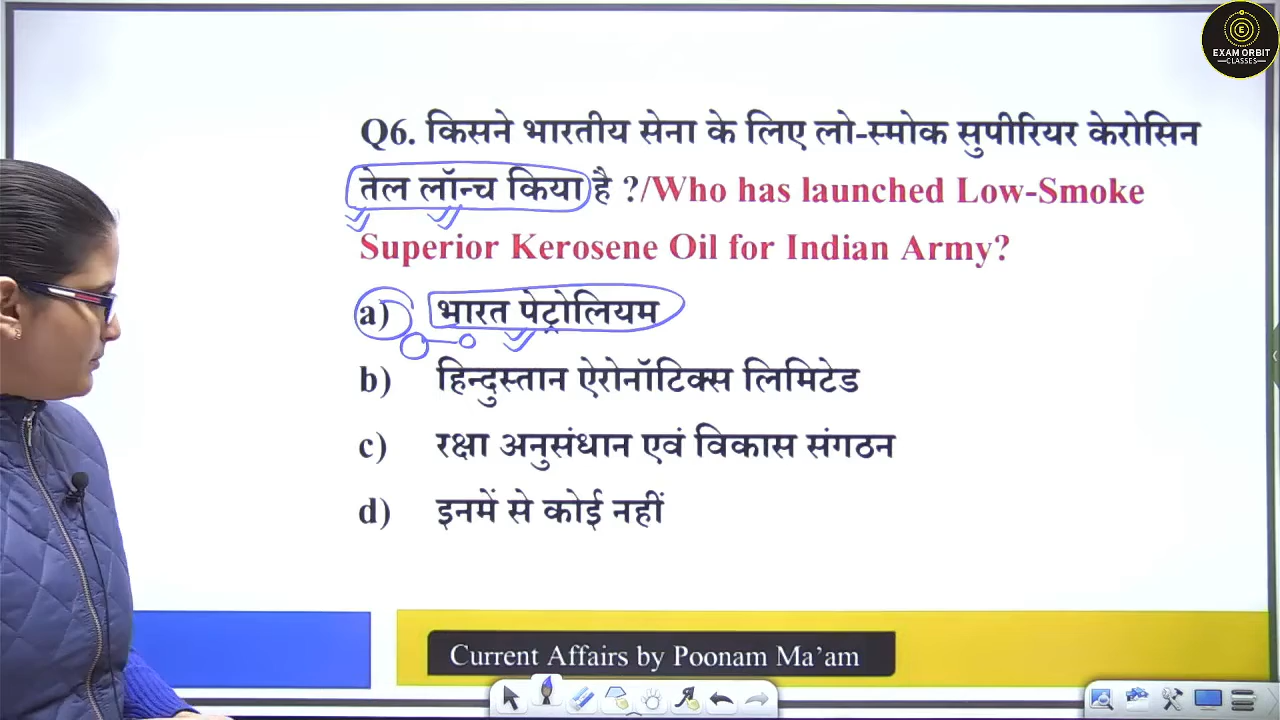 EXAM ORBIT
CLASSES
Q6. किसने भारतीय सेना के लिए लो-स्मोक सुपीरियर केरोसिन
तेल लॉन्च किया है ?/Who has launched Low-Smoke
Superior Kerosene Oil for Indian Army?
a) भारत पेट्रोलियम
b) हिन्दुस्तान ऐरोनॉटिक्स लिमिटेड
c) रक्षा अनुसंधान एवं विकास संगठन
d) इनमें से कोई नहीं
Current Affairs by Poonam Ma'am